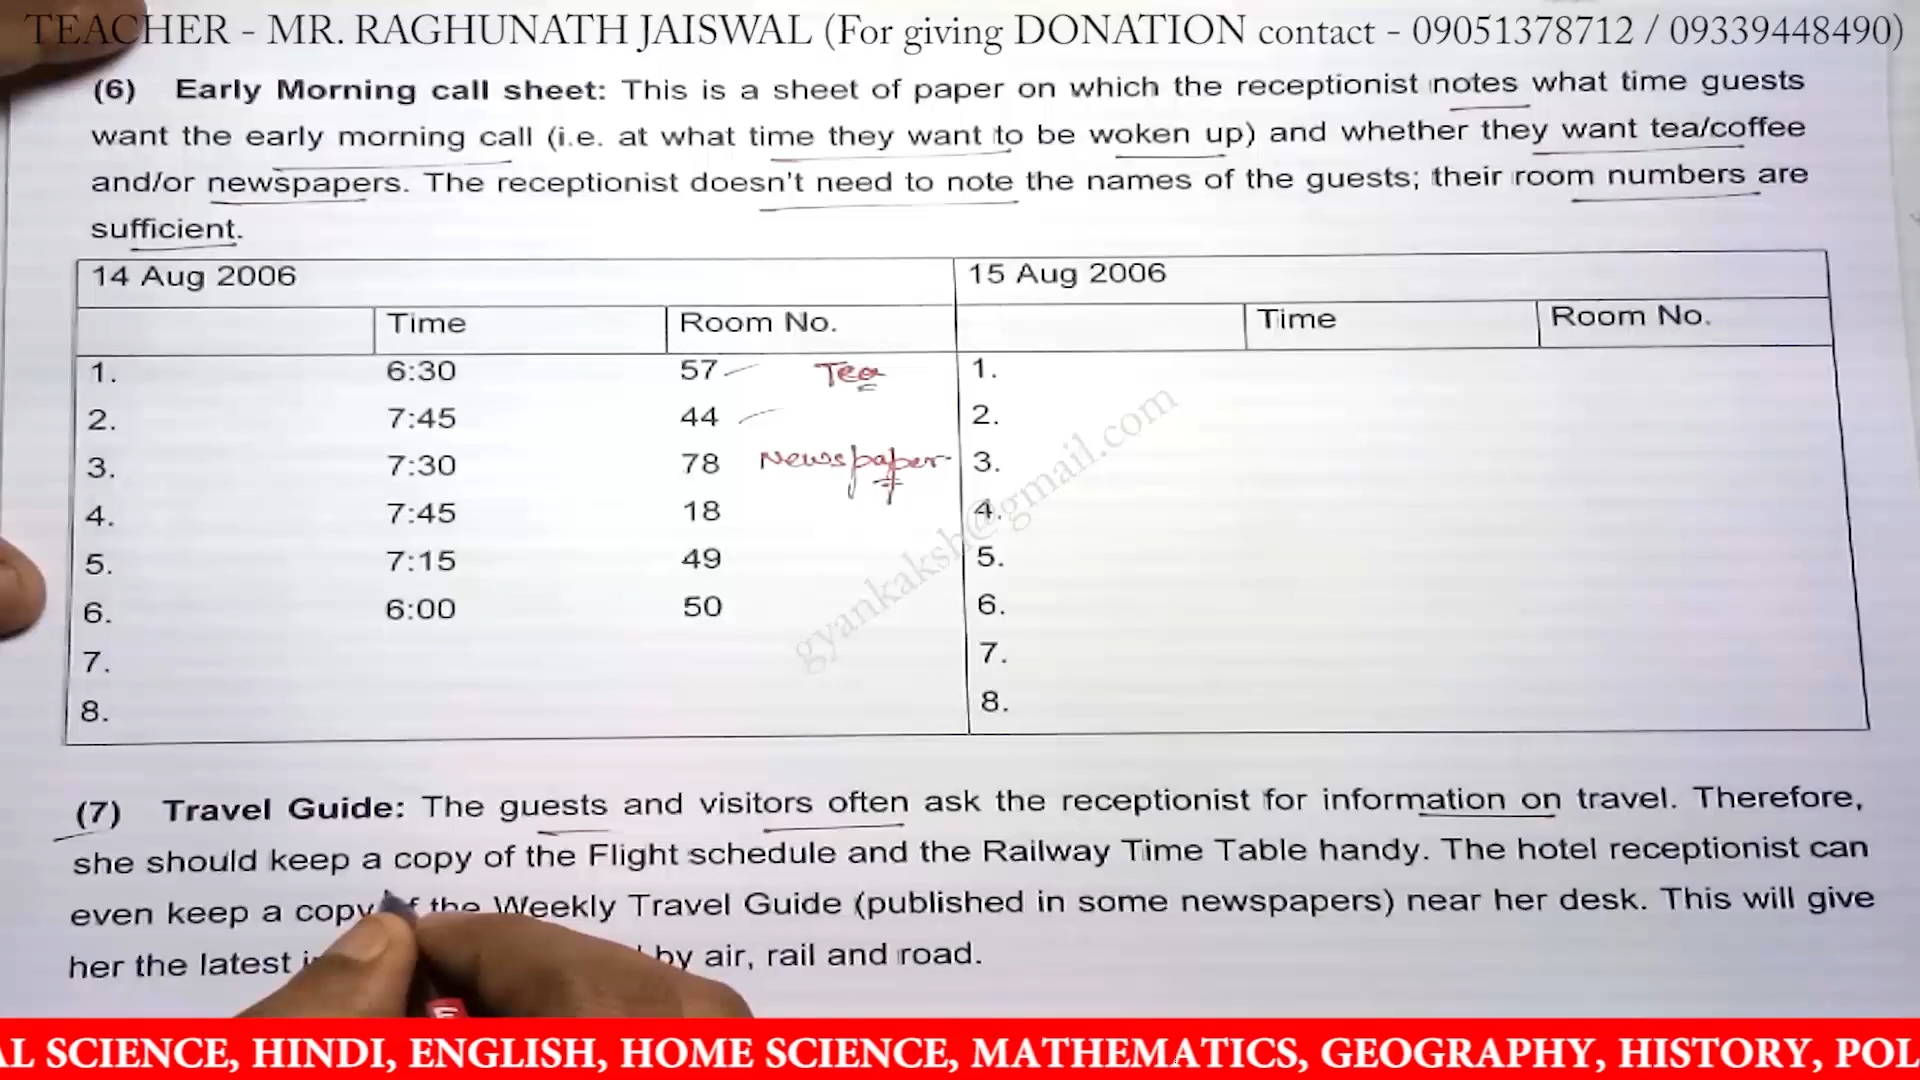 TEACHER - MR. RAGHUNATH JAISWAL (For giving DONATION contact - 09051378712 / 09339448490)
(6) Early Morning call sheet: This is a sheet of paper on which the receptionist notes what time guests
want the early morning call (i.e. at what time they want to be woken up) and whether they want tea/coffee
and/or newspapers. The receptionist doesn't need to note the names of the guests; their room numbers are
sufficient.
14 Aug 2006 15 Aug 2006
Time Room No. Time Room No.
1. 6:30 57 Tea 1.
2. 7:45 44 2.
3. 7:30 78 Newspaper 3.
4. 7:45 18 4.
5. 7:15 49 5.
6. 6:00 50 6.
7. 7.
8. 8.
gyankaksh@gmail.com
(7) Travel Guide: The guests and visitors often ask the receptionist for information on travel. Therefore,
she should keep a copy of the Flight schedule and the Railway Time Table handy. The hotel receptionist can
even keep a copy of the Weekly Travel Guide (published in some newspapers) near her desk. This will give
her the latest by air, rail and road.
AL SCIENCE, HINDI, ENGLISH, HOME SCIENCE, MATHEMATICS, GEOGRAPHY, HISTORY, POL